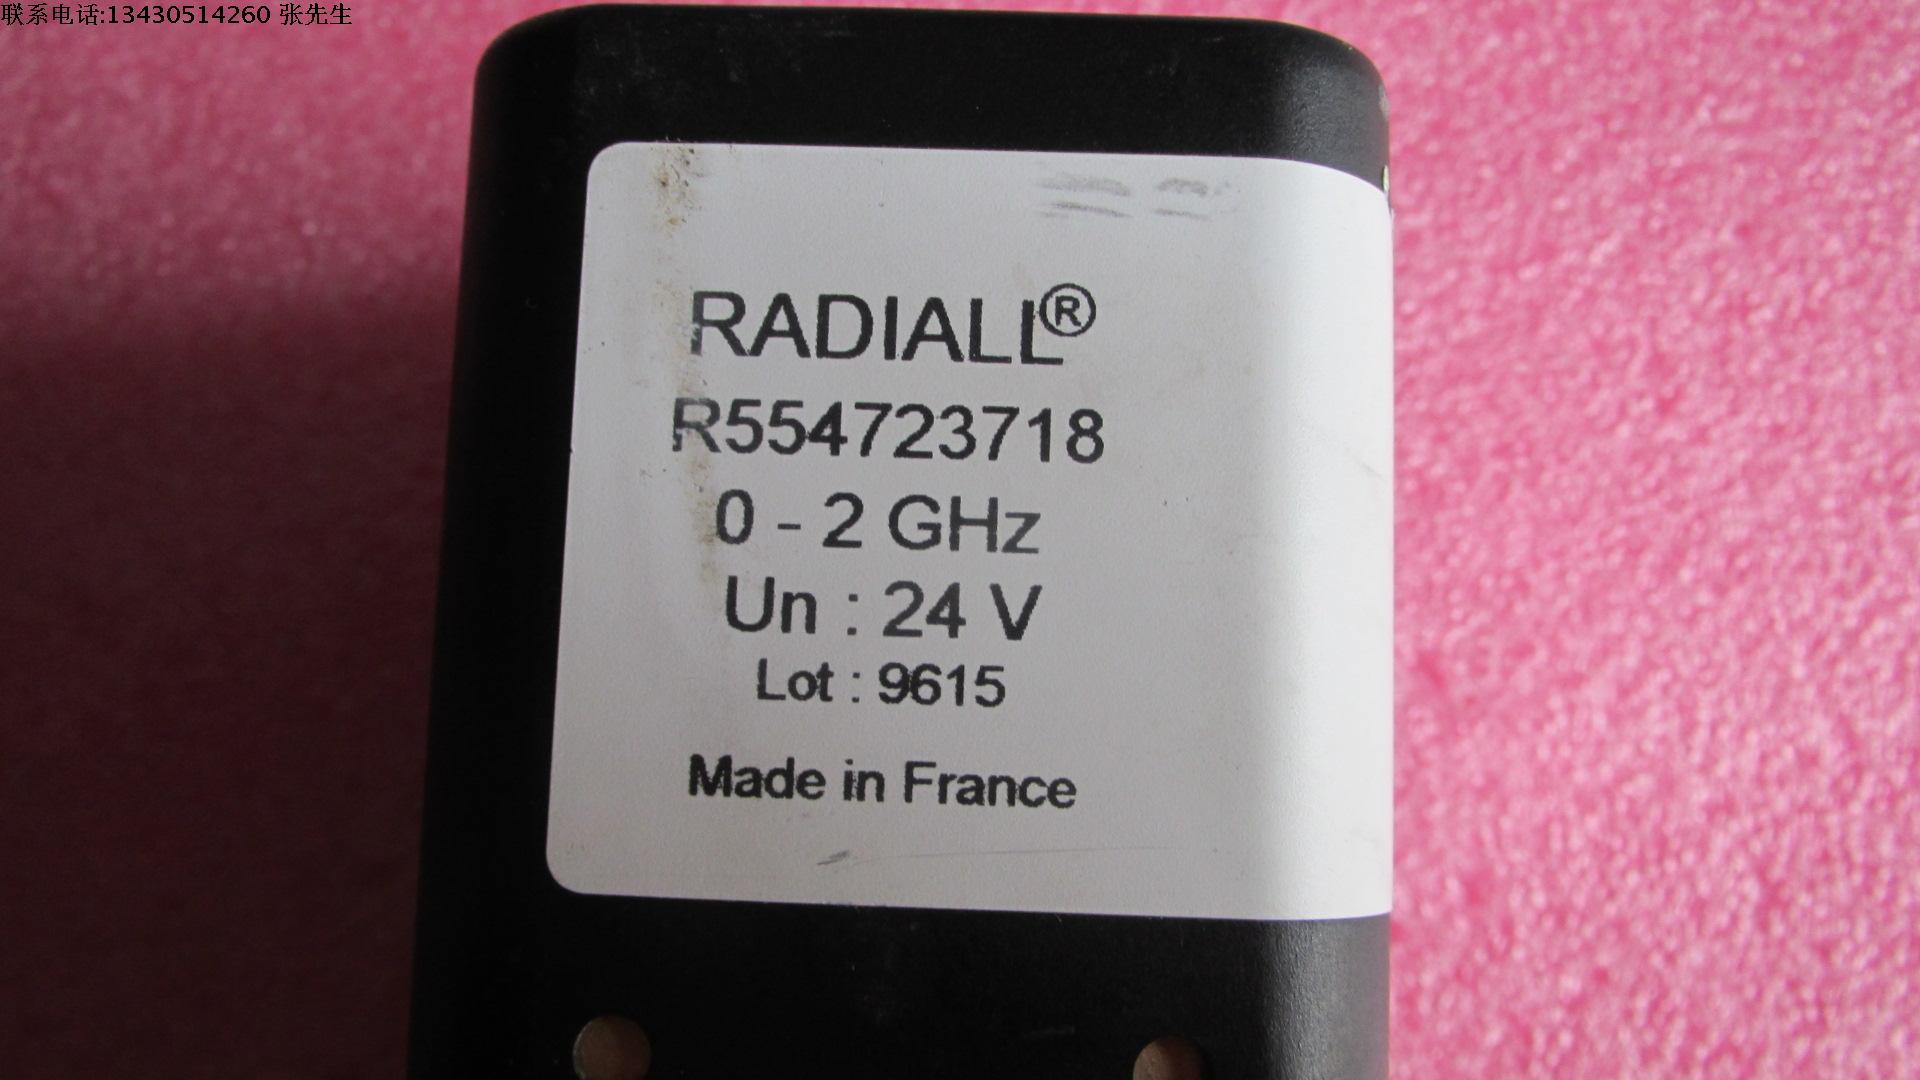 联系电话:13430514260 张先生
RADIALL®
R554723718
0 - 2 GHz
Un : 24 V
Lot : 9615
Made in France